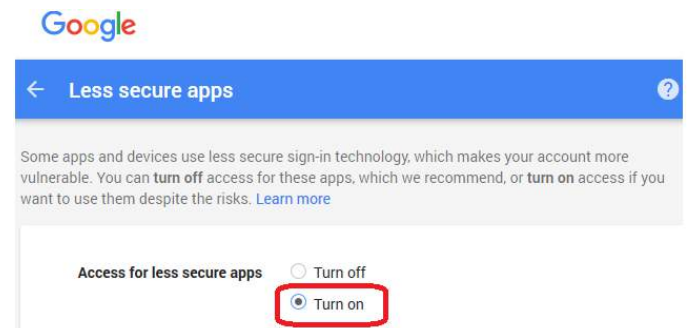 Google
Less secure apps
Some apps and devices use less secure sign-in technology, which makes your account more
vulnerable. You can turn off access for these apps, which we recommend, or turn on access if you
want to use them despite the risks. Learn more
Access for less secure apps
Turn off
Turn on